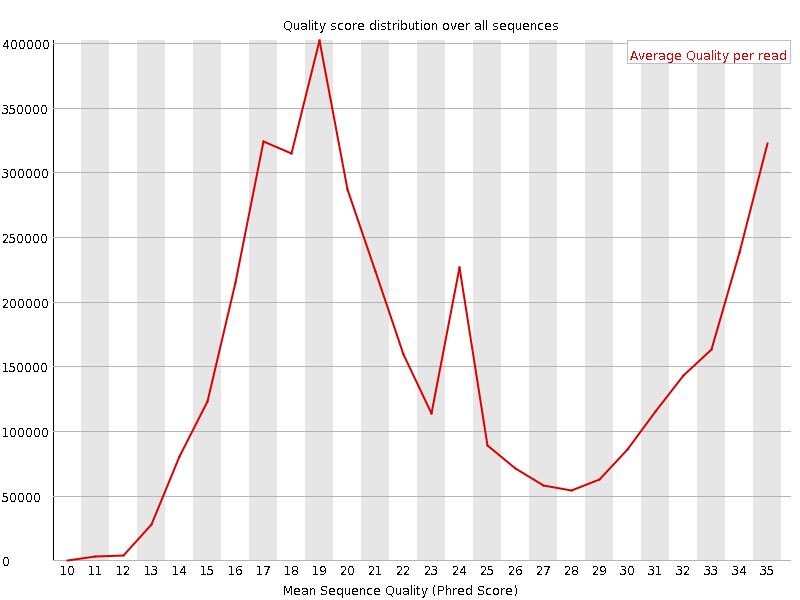 Quality score distribution over all sequences
Average Quality per read
400000
350000
300000
250000
200000
150000
100000
50000
0
10 11 12 13 14 15 16 17 18 19 20 21 22 23 24 25 26 27 28 29 30 31 32 33 34 35
Mean Sequence Quality (Phred Score)